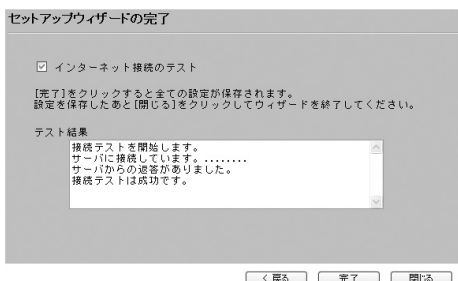 セットアップウィザードの完了
インターネット接続のテスト
[完了]をクリックすると全ての設定が保存されます。
設定を保存したあと[閉じる]をクリックしてウィザードを終了してください。
テスト結果
接続テストを開始します。
サーバに接続しています。........
サーバからの返答がありました。
接続テストは成功です。
< 戻る 完了 閉じる